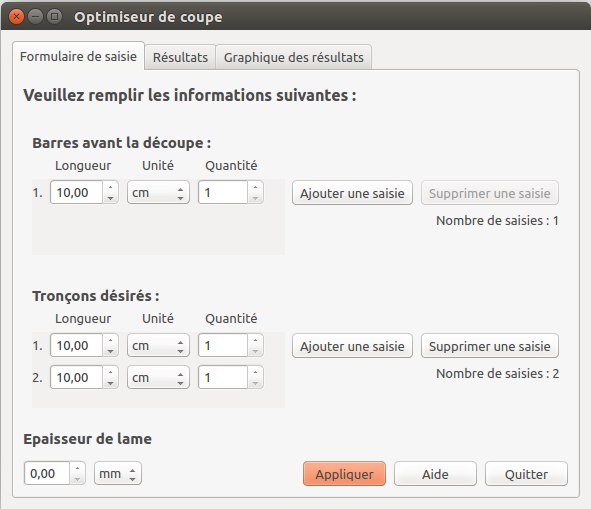 Optimiseur de coupe
Formulaire de saisie Résultats Graphique des résultats
Veuillez remplir les informations suivantes :
Barres avant la découpe :
Longueur Unité Quantité
1. 10,00 cm 1 Ajouter une saisie Supprimer une saisie
Nombre de saisies : 1
Tronçons désirés :
Longueur Unité Quantité
1. 10,00 cm 1 Ajouter une saisie Supprimer une saisie
2. 10,00 cm 1
Nombre de saisies : 2
Epaisseur de lame
0,00 mm Appliquer Aide Quitter